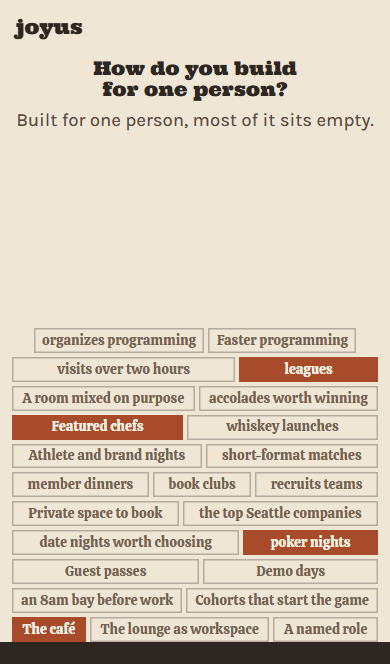 joyus
How do you build
for one person?
Built for one person, most of it sits empty.
organizes programming Faster programming
visits over two hours leagues
A room mixed on purpose accolades worth winning
Featured chefs whiskey launches
Athlete and brand nights short-format matches
member dinners book clubs recruits teams
Private space to book the top Seattle companies
date nights worth choosing poker nights
Guest passes Demo days
an 8am bay before work Cohorts that start the game
The café The lounge as workspace A named role